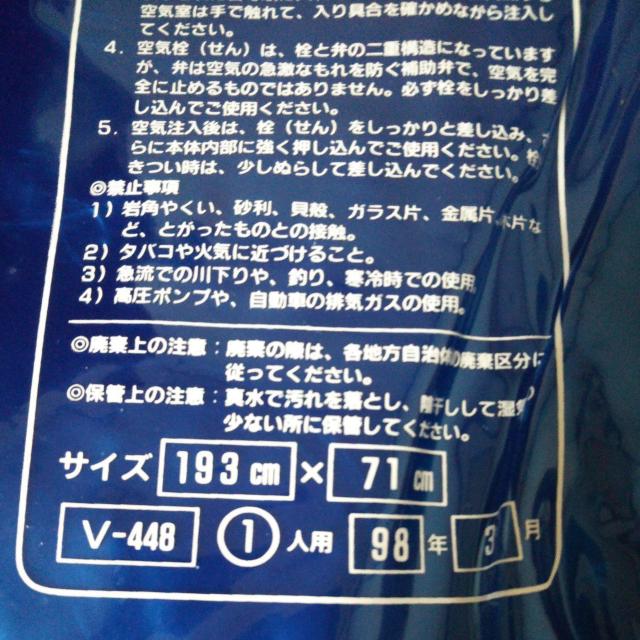 空気室は手で触れて、入り具合を確かめながら注入し
てください。
4. 空気栓（せん）は、栓と弁の二重構造になっています
が、弁は空気の急激なもれを防ぐ補助弁で、空気を完
全に止めるものではありません。必ず栓をしっかり差
し込んでご使用ください。
5. 空気注入後は、栓（せん）をしっかりと差し込み、
らに本体内部に強く押し込んでご使用ください。栓
きつい時は、少しぬらして差し込んでください。
◎禁止事項
1）岩角やくい、砂利、貝殻、ガラス片、金属片、木片な
ど、とがったものとの接触。
2）タバコや火気に近づけること。
3）急流での川下りや、釣り、寒冷時での使用
4）高圧ポンプや、自動車の排気ガスの使用。
◎廃棄上の注意：廃棄の際は、各地方自治体の廃棄区分に
従ってください。
◎保管上の注意：真水で汚れを落とし、陰干しして湿気の
少ない所に保管してください。
サイズ 193cm × 71cm
V-448 1 人用 98 年 3 月